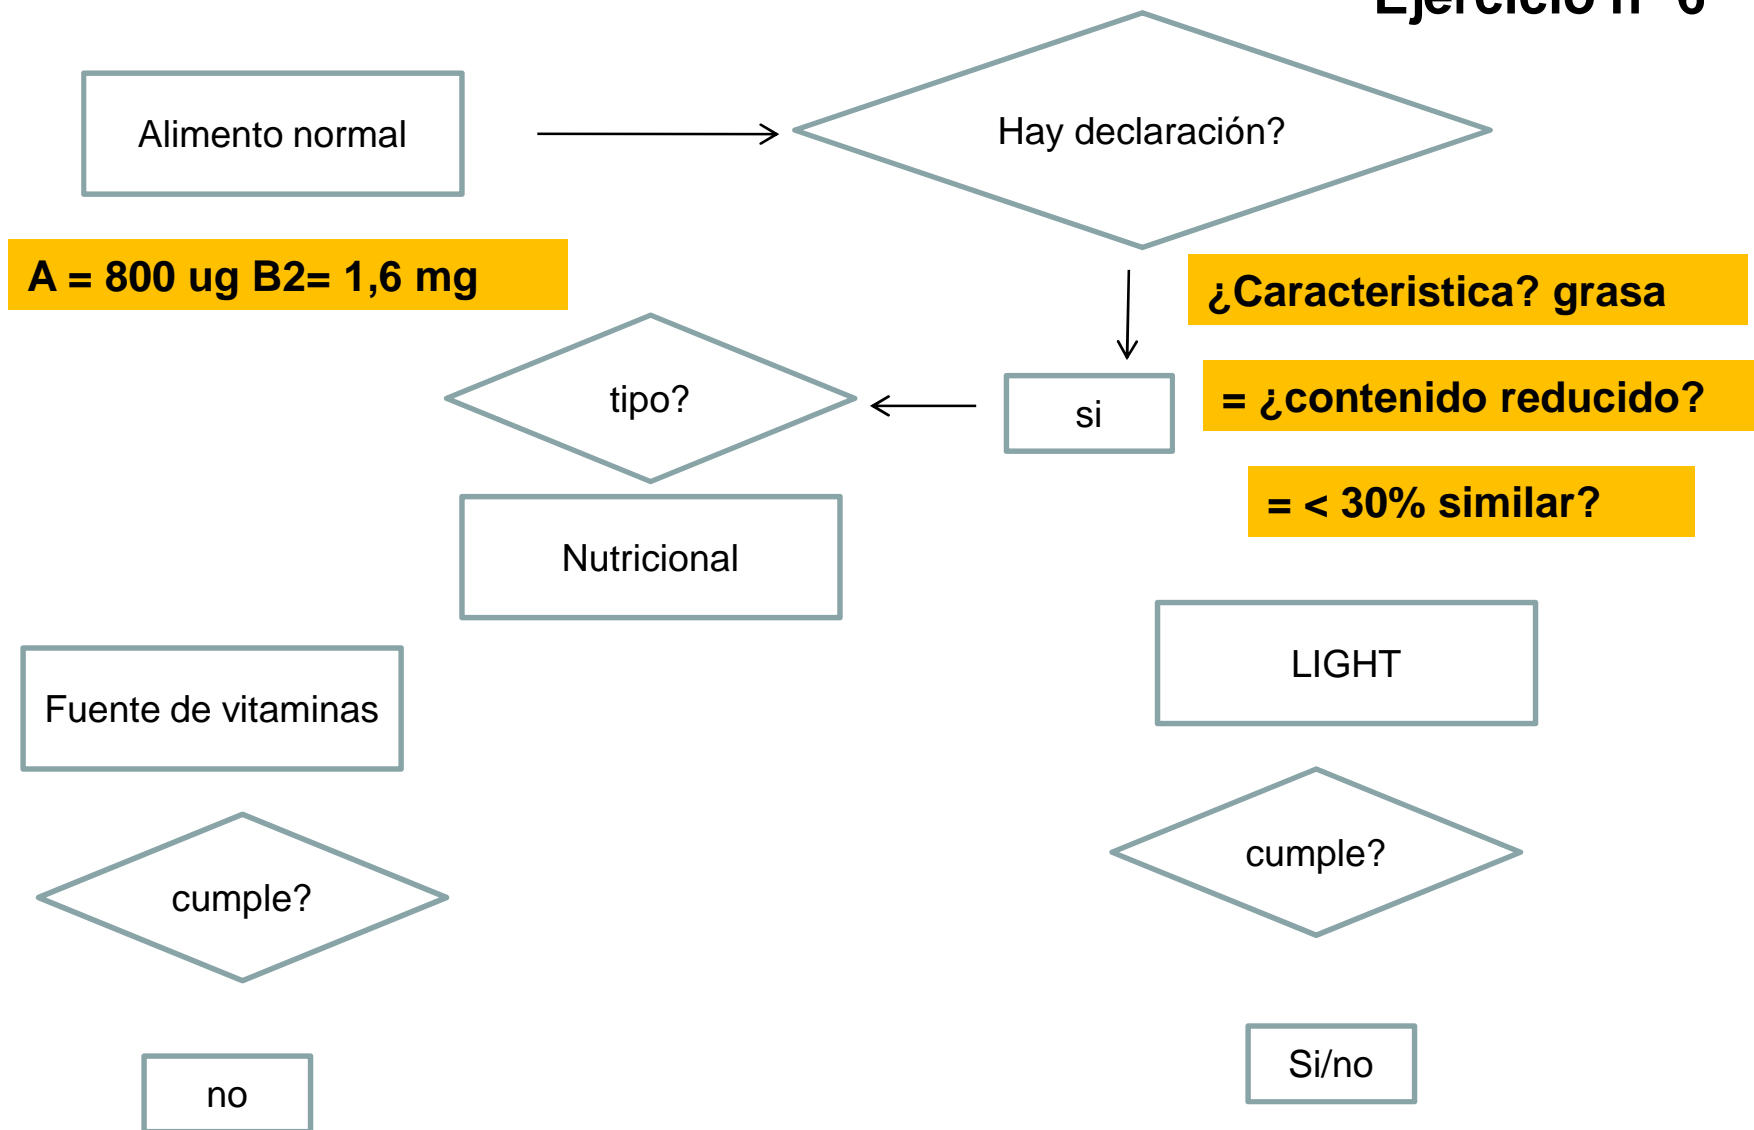 Ejercicio nº 6
Alimento normal
Hay declaración?
A = 800 ug B2= 1,6 mg
¿Caracteristica? grasa
tipo?
si
= ¿contenido reducido?
= < 30% similar?
Nutricional
LIGHT
Fuente de vitaminas
cumple?
cumple?
Si/no
no